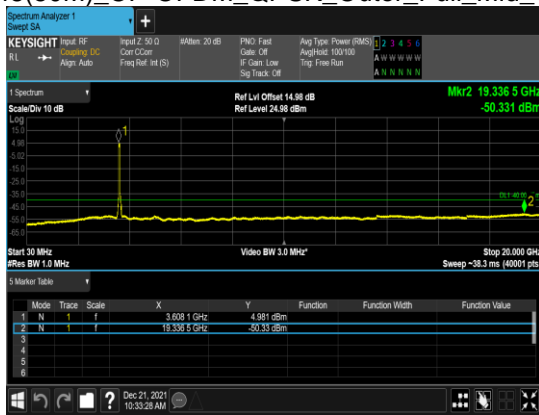 Spectrum Analyzer 1
Swept SA
+
KEYSIGHT Input: RF Input Z: 50 Ω #Atten: 20 dB PNO: Fast Avg Type: Power (RMS) 1 2 3 4 5 6
RL Coupling: DC Corr CCorr Gate: Off Avg|Hold: 100/100 A W W W W W
Align: Auto Freq Ref: Int (S) IF Gain: Low Trig: Free Run
Sig Track: Off A N N N N N
1 Spectrum Ref Lvl Offset 14.98 dB Mkr2 19.336 5 GHz
Scale/Div 10 dB Ref Level 24.98 dBm -50.331 dBm
Log
15.0
4.98
-5.02
-15.0
-25.0
-35.0
-45.0
-55.0
-65.0
1
2
Start 30 MHz Video BW 3.0 MHz* Stop 20.000 GHz
#Res BW 1.0 MHz Sweep ~38.3 ms (40001 pts)
5 Marker Table
Mode Trace Scale X Y Function Function Width Function Value
1 N 1 f 3.608 1 GHz 4.981 dBm
2 N 1 f 19.336 5 GHz -50.33 dBm
3
4
5
6
? Dec 21, 2021
10:33:28 AM